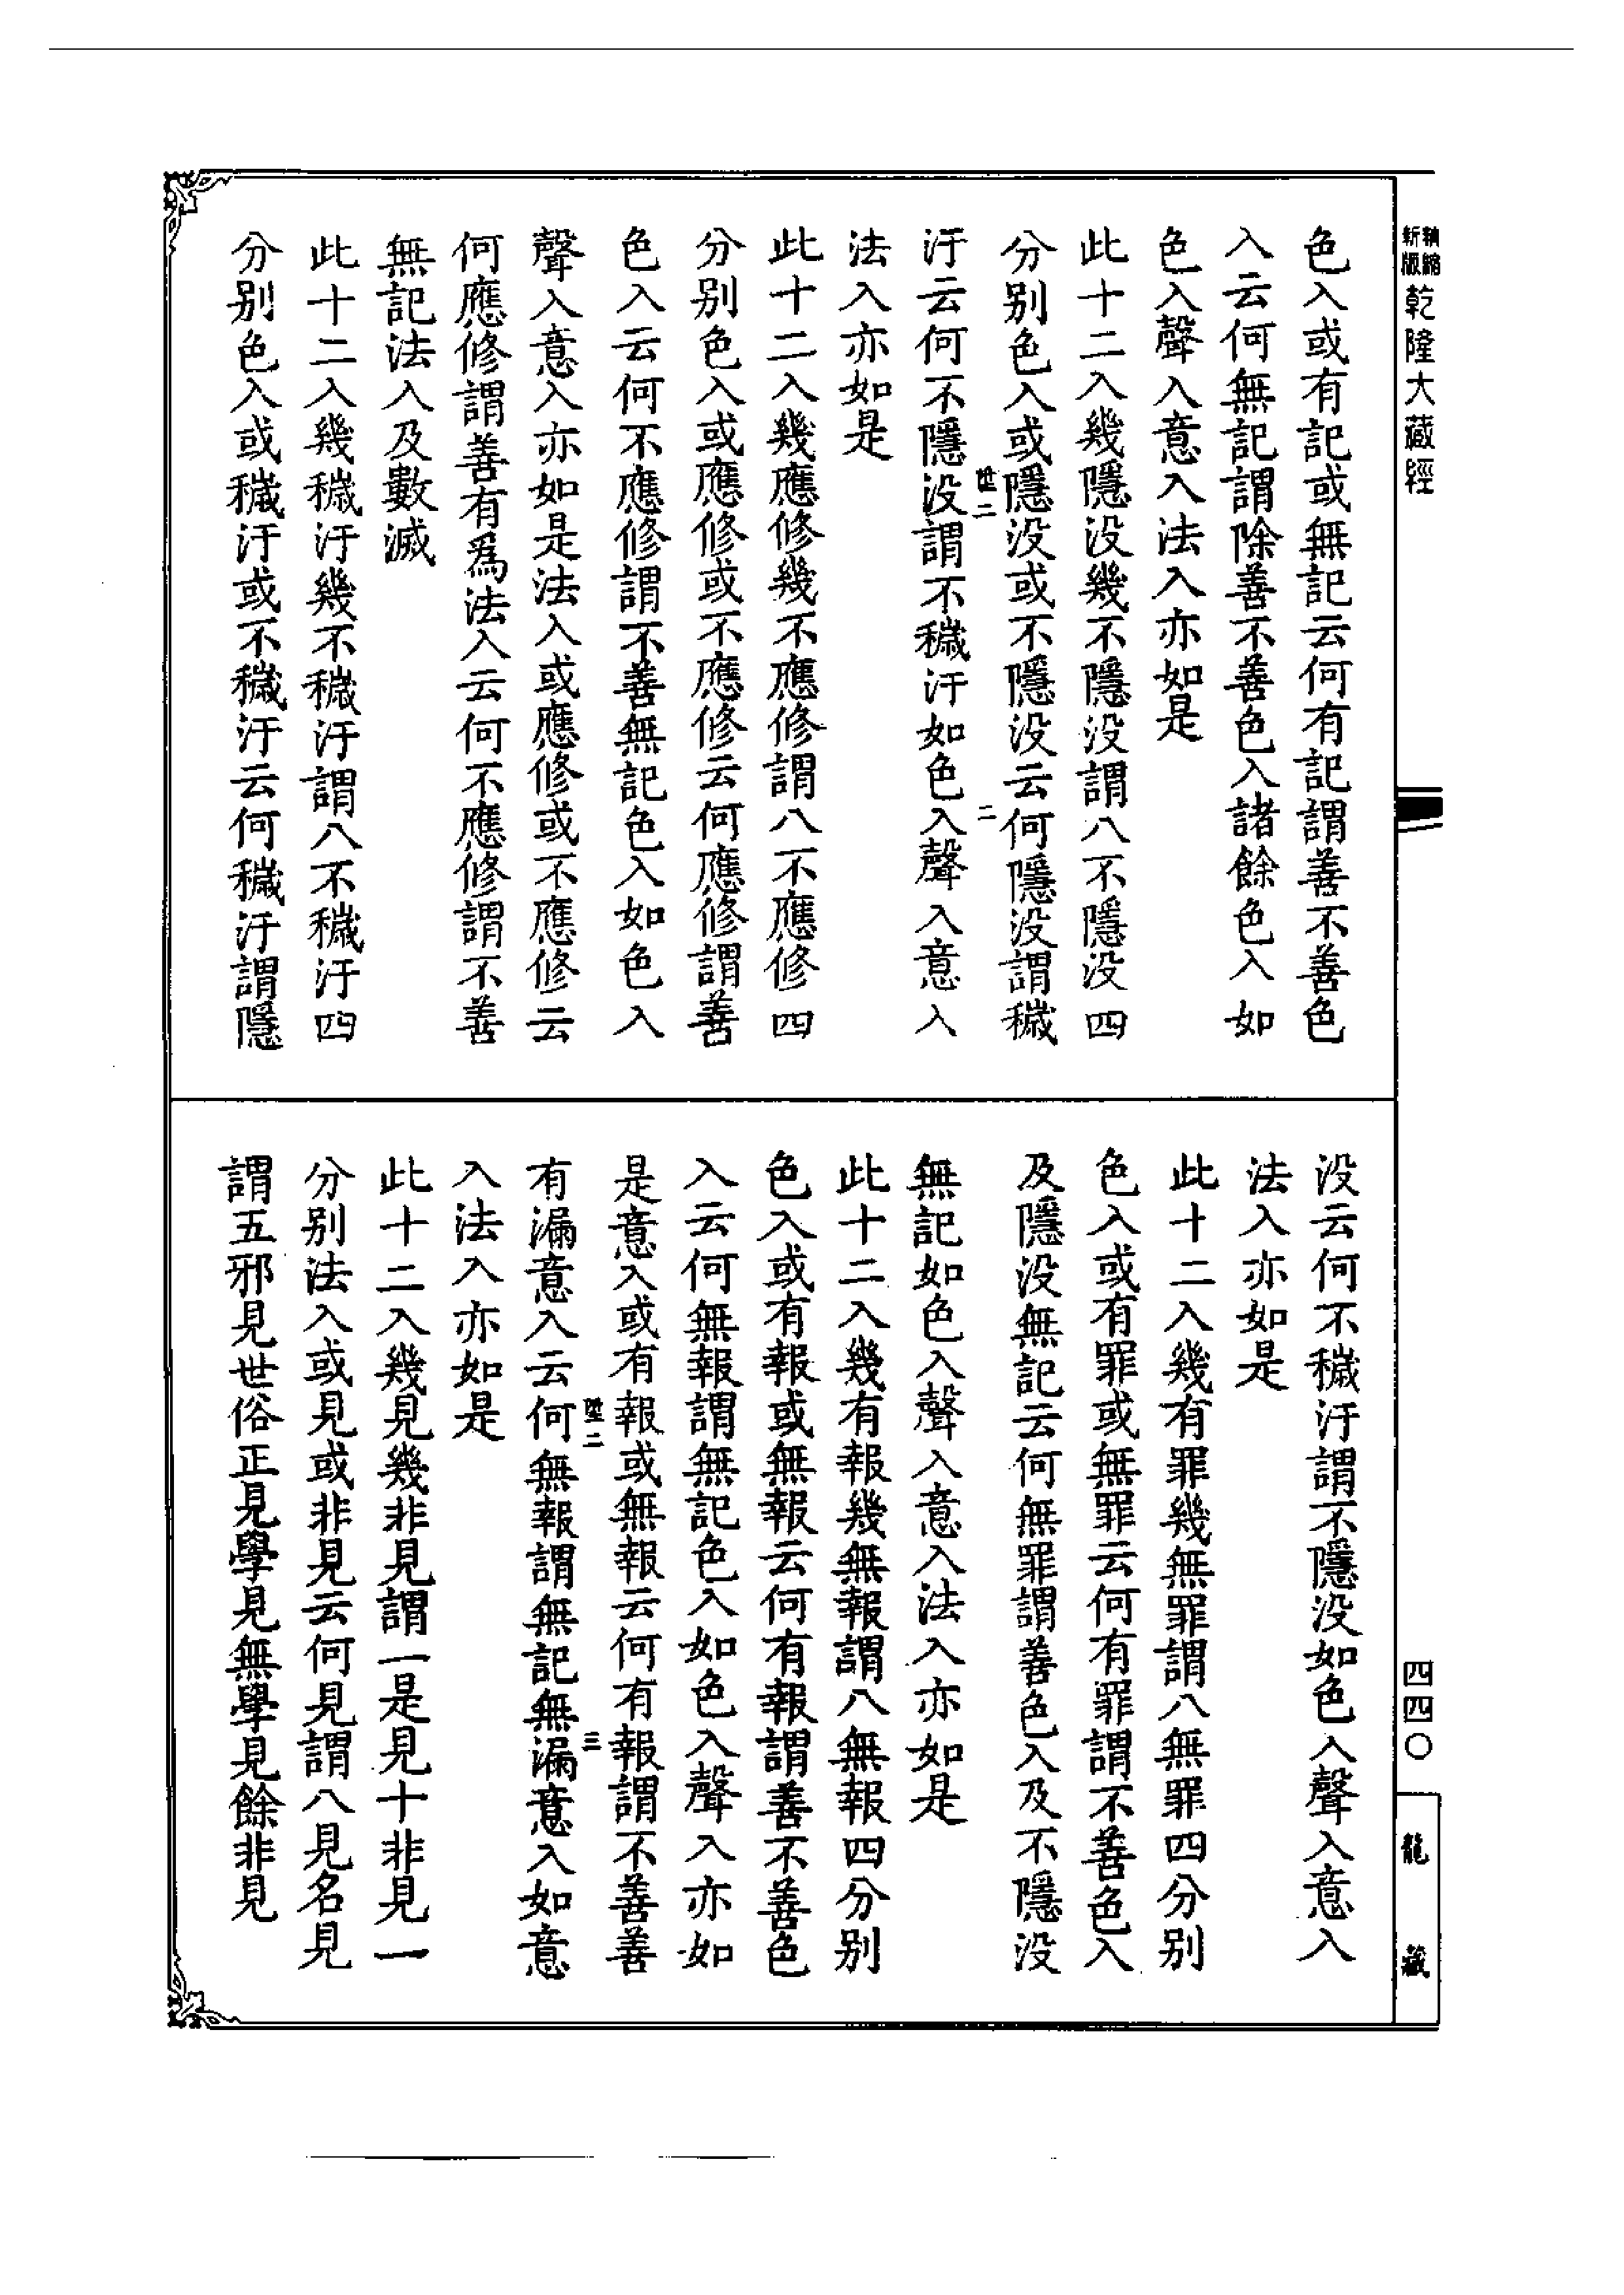 新版精縮乾隆大藏經
色入或有記或無記云何有記謂善不善色
入云何無記謂除善不善色入諸餘色入如
色入聲入意入法入亦如是
此十二入幾隱没幾不隱没謂八不隱没四
分别色入或隱没或不隱没云何隱没謂穢
二
汙云何不隱没謂不穢汙如色入聲入意入
法入亦如是
此十二入幾應修幾不應修謂八不應修四
分别色入或應修或不應修云何應修謂善
色入云何不應修謂不善無記色入如色入
聲入意入亦如是法入或應修或不應修云
何應修謂善有爲法入云何不應修謂不善
無記法入及數滅
此十二入幾穢汙幾不穢汙謂八不穢汙四
分别色入或穢汙或不穢汙云何穢汙謂隱
没云何不穢汙謂不隱没如色入聲入意入
法入亦如是
此十二入幾有罪幾無罪謂八無罪四分别
色入或有罪或無罪云何有罪謂不善色入
及隱没無記云何無罪謂善色入及不隱没
無記如色入聲入意入法入亦如是
此十二入幾有報幾無報謂八無報四分别
色入或有報或無報云何有報謂善不善色
入云何無報謂無記色入如色入聲入亦如
是意入或有報或無報云何有報謂不善善
三
有漏意入云何無報謂無記無漏意入如意
入法入亦如是
此十二入幾見幾非見謂一是見十非見一
分别法入或見或非見云何見謂八見名見
謂五邪見世俗正見學見無學見餘非見
四四〇
龍藏